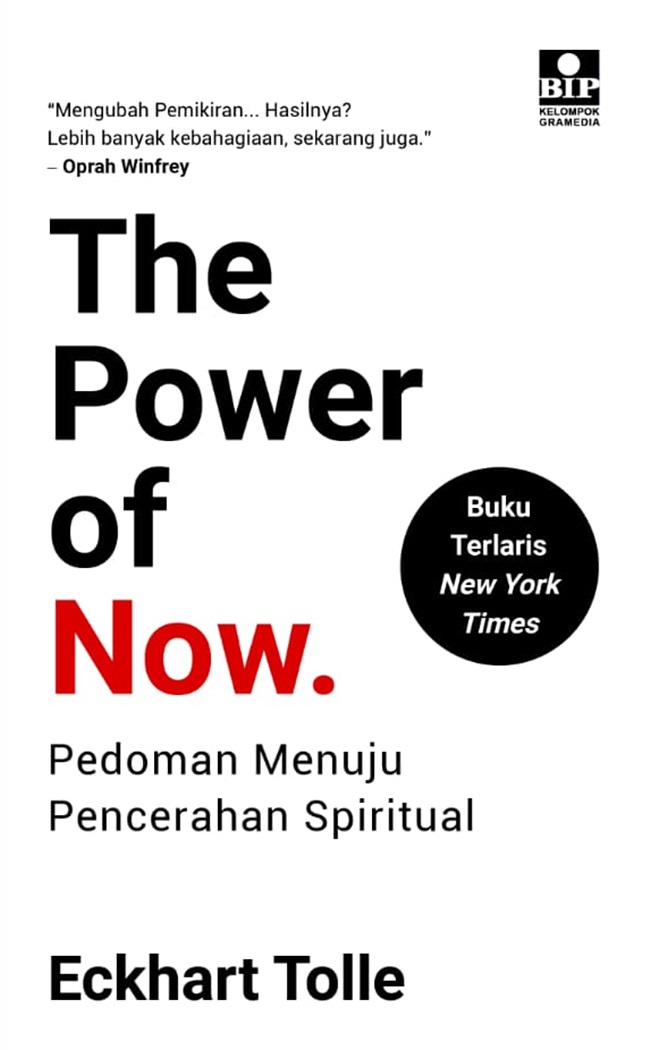 "Mengubah Pemikiran... Hasilnya?
Lebih banyak kebahagiaan, sekarang juga."
– Oprah Winfrey
BIP
KELOMPOK
GRAMEDIA
The
Power
of
Now.
Buku
Terlaris
New York
Times
Pedoman Menuju
Pencerahan Spiritual
Eckhart Tolle